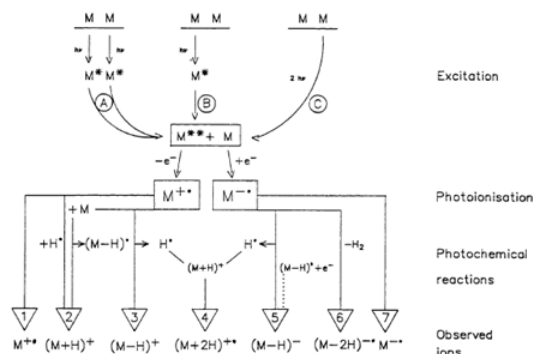 M M M M M M
hν hν hν 2 hν Excitation
M* M* M*
A B C
M** + M
-e⁻ +e⁻
M⁺• M⁻• Photoionisation
+M
+H• (M-H)• H• H• -H₂ Photochemical
(M+H)⁺ (M-H)•+e⁻ reactions
1 2 3 4 5 6 7
M⁺• (M+H)⁺ (M-H)⁺ (M+2H)⁺• (M-H)⁻ (M-2H)⁻• M⁻• Observed
ions